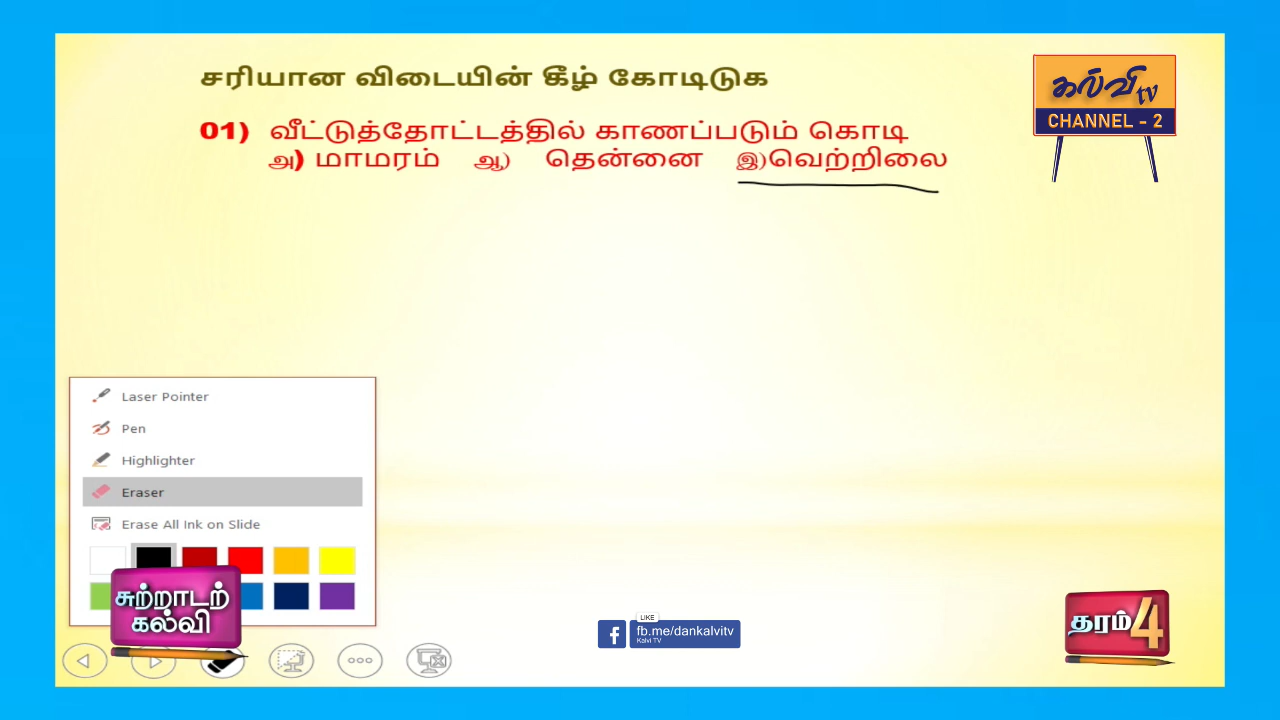 சரியான விடையின் கீழ் கோடிடுக
01) வீட்டுத்தோட்டத்தில் காணப்படும் கொடி
அ) மாமரம் ஆ) தென்னை இ)வெற்றிலை
கல்வி tv
CHANNEL - 2
Laser Pointer
Pen
Highlighter
Eraser
Erase All Ink on Slide
சுற்றாடற்
கல்வி
LIKE
f fb.me/dankalvitv
Kalvi TV
தரம் 4